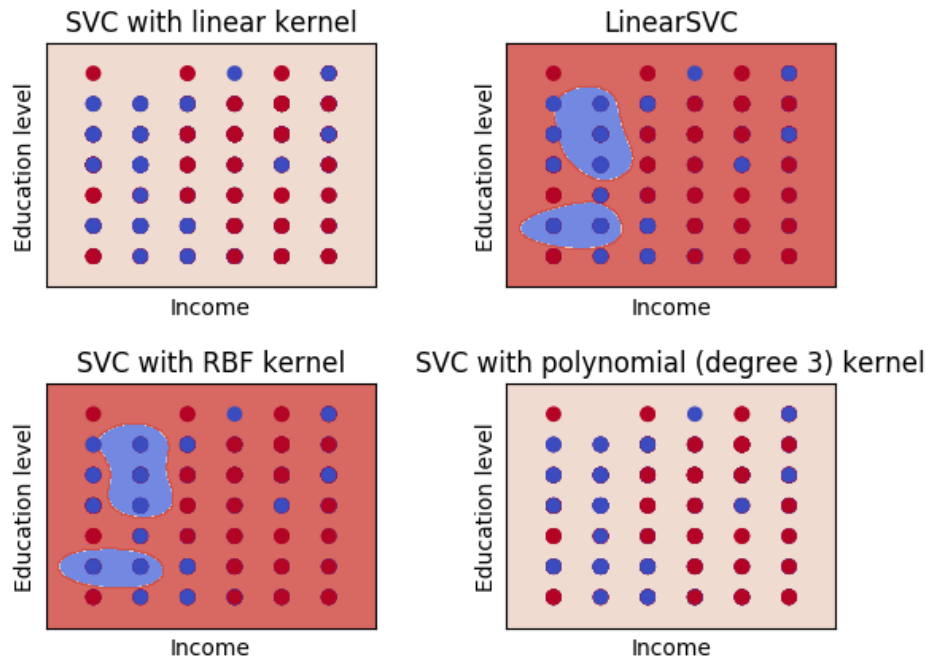 SVC with linear kernel
LinearSVC
Education level
Income
Education level
Income
SVC with RBF kernel
SVC with polynomial (degree 3) kernel
Education level
Income
Education level
Income